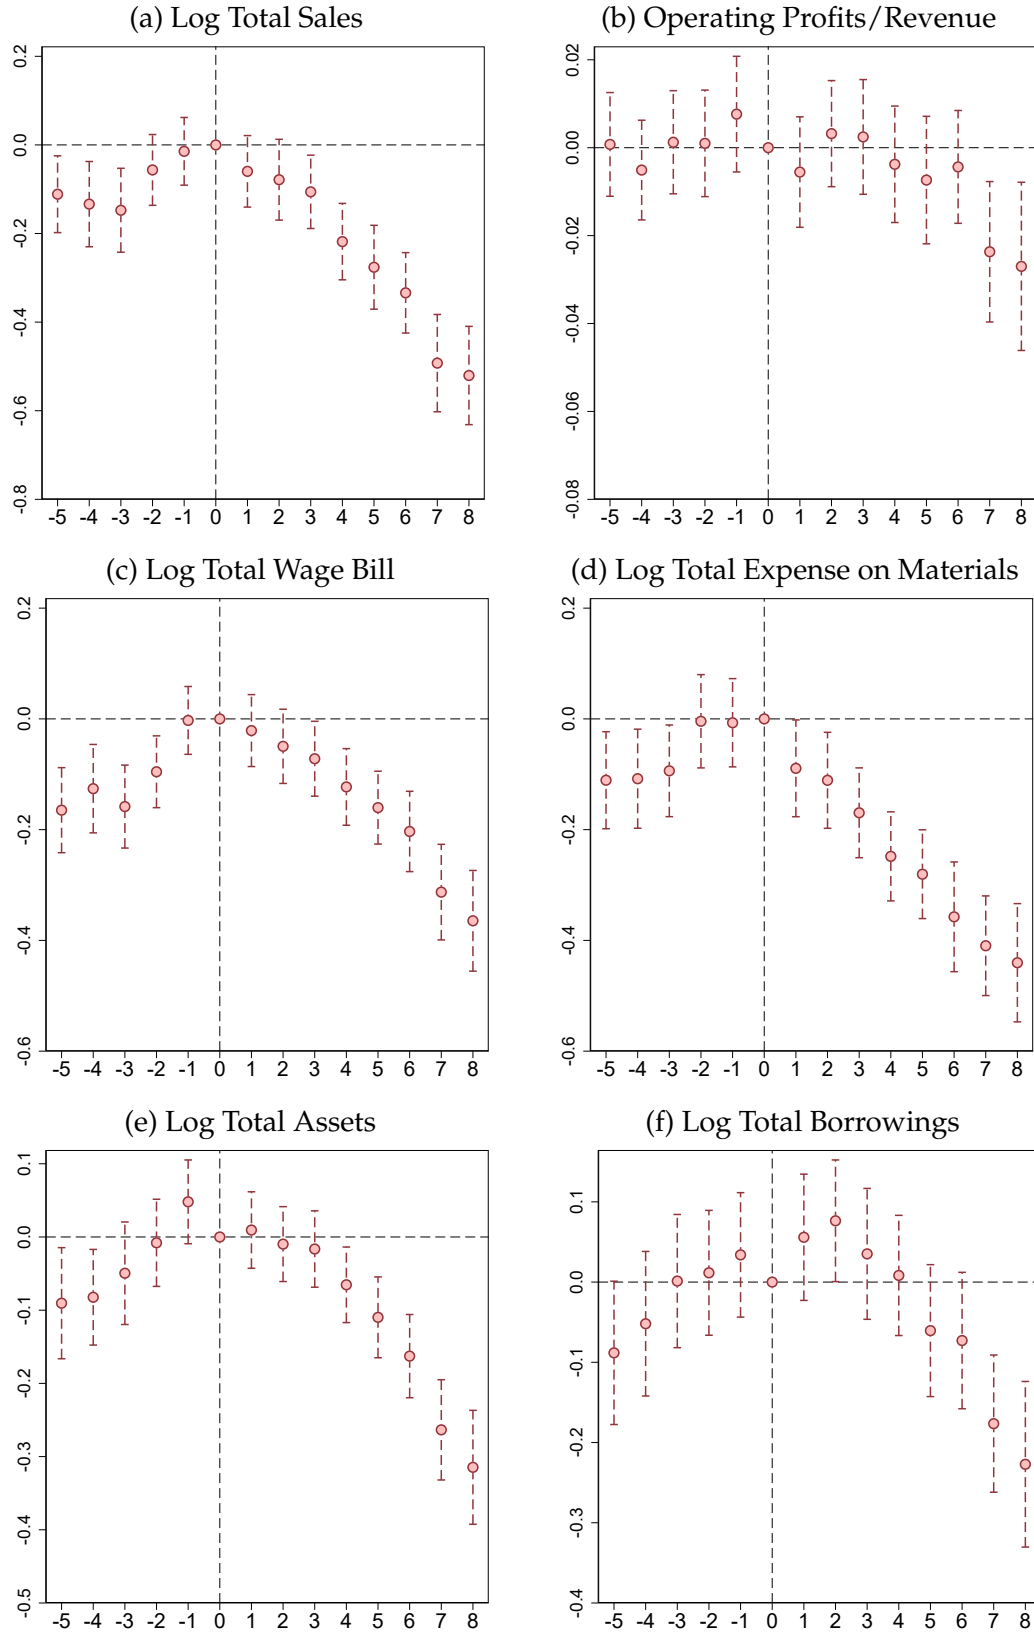 (a) Log Total Sales
0.2
0.0
-0.2
-0.4
-0.6
-0.8
-5 -4 -3 -2 -1 0 1 2 3 4 5 6 7 8
(b) Operating Profits/Revenue
0.02
0.00
-0.02
-0.04
-0.06
-0.08
-5 -4 -3 -2 -1 0 1 2 3 4 5 6 7 8
(c) Log Total Wage Bill
0.2
0.0
-0.2
-0.4
-0.6
-5 -4 -3 -2 -1 0 1 2 3 4 5 6 7 8
(d) Log Total Expense on Materials
0.2
0.0
-0.2
-0.4
-0.6
-5 -4 -3 -2 -1 0 1 2 3 4 5 6 7 8
(e) Log Total Assets
0.1
0.0
-0.1
-0.2
-0.3
-0.4
-0.5
-5 -4 -3 -2 -1 0 1 2 3 4 5 6 7 8
(f) Log Total Borrowings
0.1
0.0
-0.1
-0.2
-0.3
-0.4
-5 -4 -3 -2 -1 0 1 2 3 4 5 6 7 8